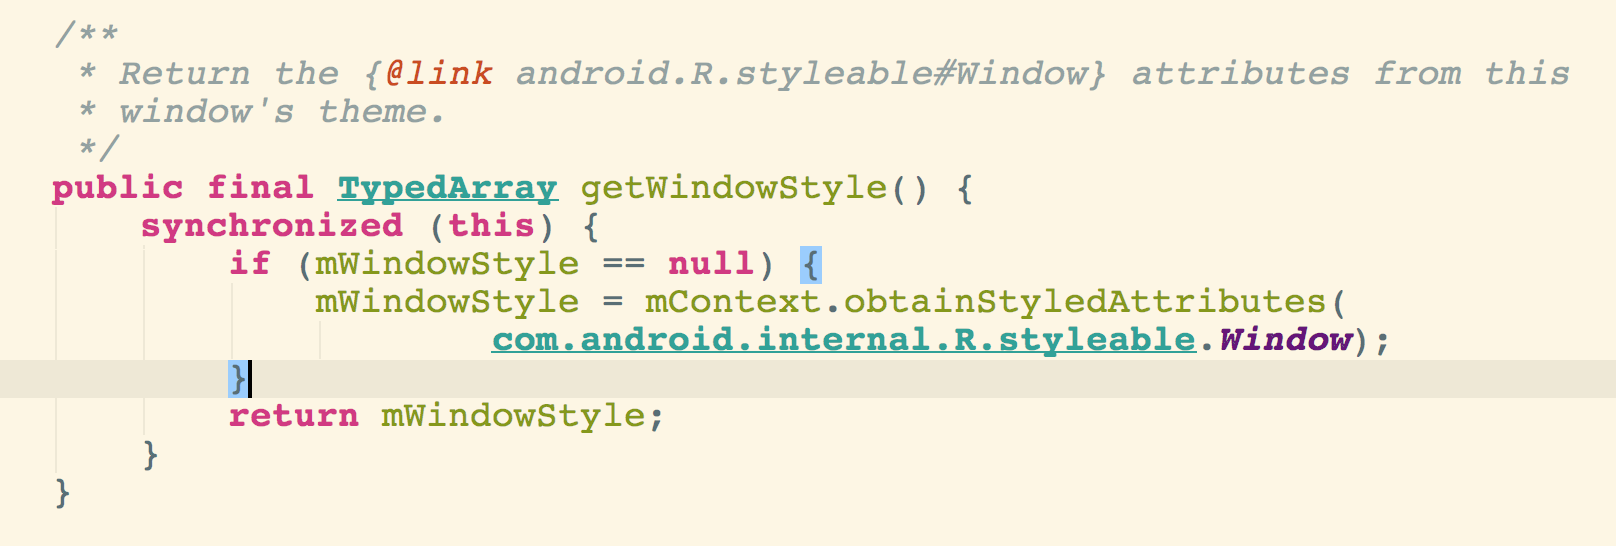 /**
 * Return the {@link android.R.styleable#Window} attributes from this
 * window's theme.
 */
public final TypedArray getWindowStyle() {
    synchronized (this) {
        if (mWindowStyle == null) {
            mWindowStyle = mContext.obtainStyledAttributes(
                    com.android.internal.R.styleable.Window);
        }
        return mWindowStyle;
    }
}